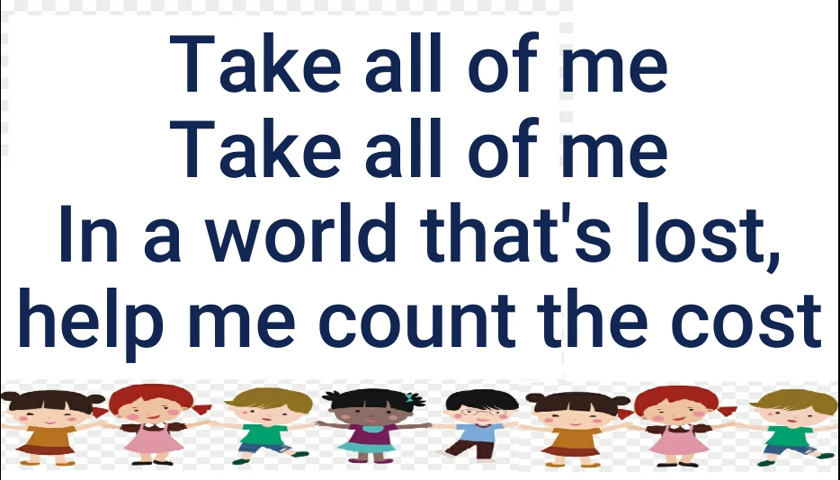 Take all of me
Take all of me
In a world that's lost,
help me count the cost